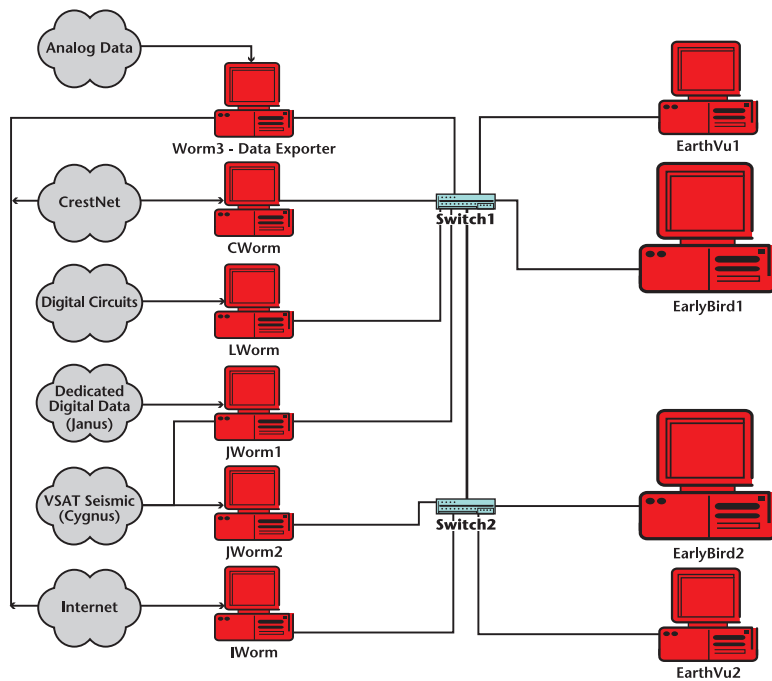 Analog Data
Worm3 - Data Exporter
EarthVu1
CrestNet
CWorm
Switch1
Digital Circuits
LWorm
EarlyBird1
Dedicated
Digital Data
(Janus)
JWorm1
VSAT Seismic
(Cygnus)
JWorm2
Switch2
EarlyBird2
Internet
IWorm
EarthVu2